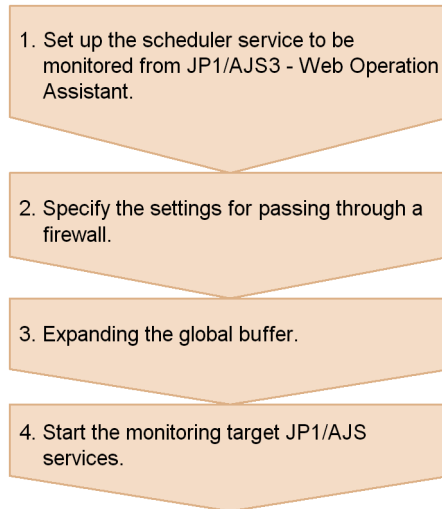 1. Set up the scheduler service to be
monitored from JP1/AJS3 - Web Operation
Assistant.
2. Specify the settings for passing through a
firewall.
3. Expanding the global buffer.
4. Start the monitoring target JP1/AJS
services.